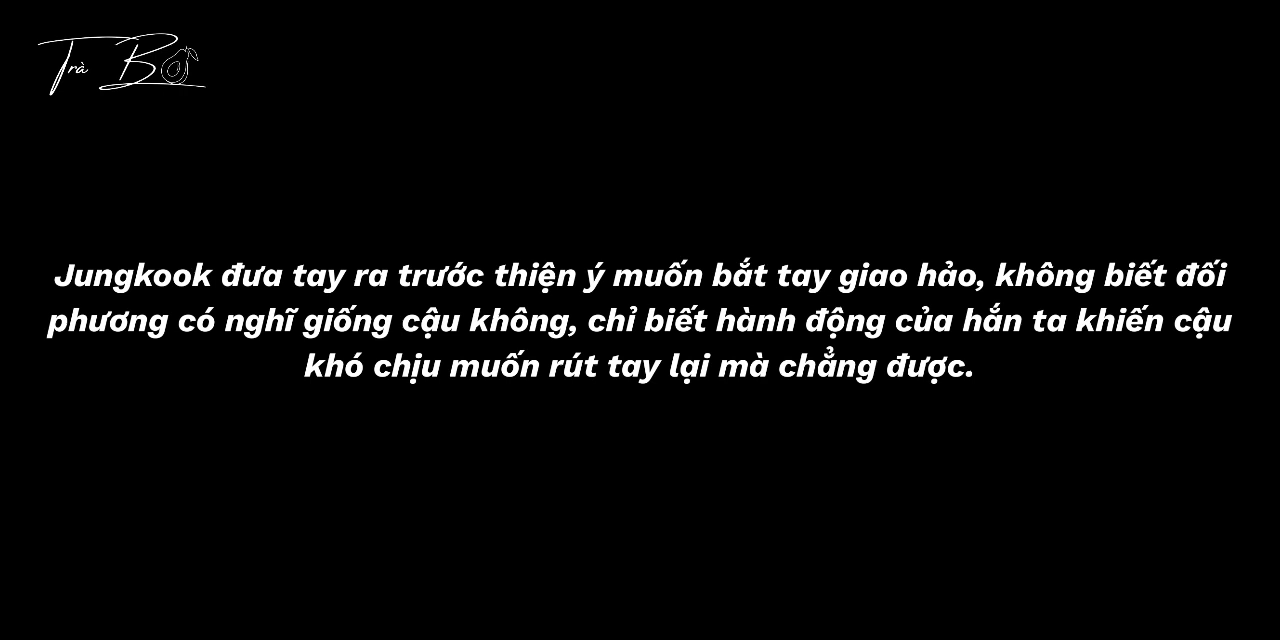 Trà Bơ
Jungkook đưa tay ra trước thiện ý muốn bắt tay giao hảo, không biết đối
phương có nghĩ giống cậu không, chỉ biết hành động của hắn ta khiến cậu
khó chịu muốn rút tay lại mà chẳng được.